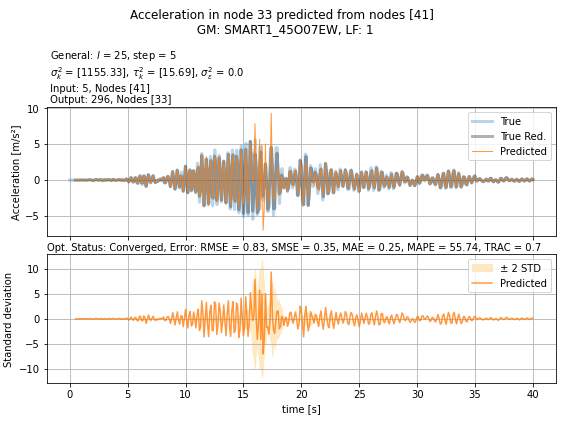 Acceleration in node 33 predicted from nodes [41]
GM: SMART1_45O07EW, LF: 1
General: l = 25, step = 5
σ²ₖ = [1155.33], τ²ₖ = [15.69], σ²ε = 0.0
Input: 5, Nodes [41]
Output: 296, Nodes [33]
10
5
0
−5
Acceleration [m/s²]
True
True Red.
Predicted
Opt. Status: Converged, Error: RMSE = 0.83, SMSE = 0.35, MAE = 0.25, MAPE = 55.74, TRAC = 0.7
10
5
0
−5
−10
Standard deviation
± 2 STD
Predicted
0 5 10 15 20 25 30 35 40
time [s]